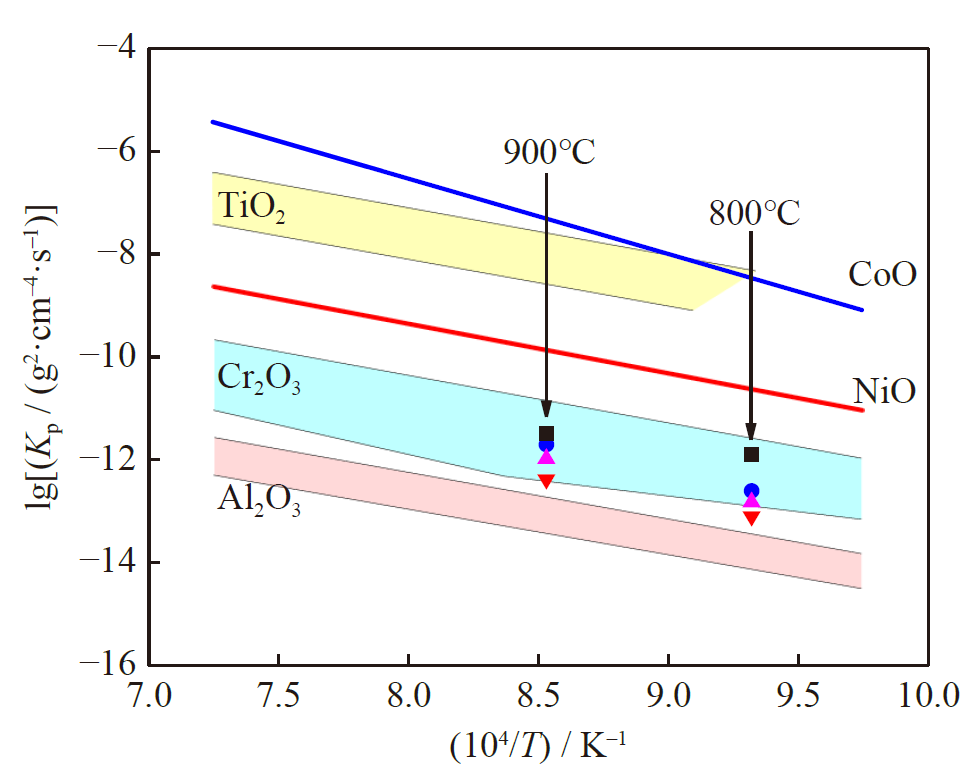 −4
−6
−8
−10
−12
−14
−16
lg[(Kₚ / (g²·cm⁻⁴·s⁻¹)]
900°C
800°C
TiO₂
CoO
NiO
Cr₂O₃
Al₂O₃
7.0 7.5 8.0 8.5 9.0 9.5 10.0
(10⁴/T) / K⁻¹